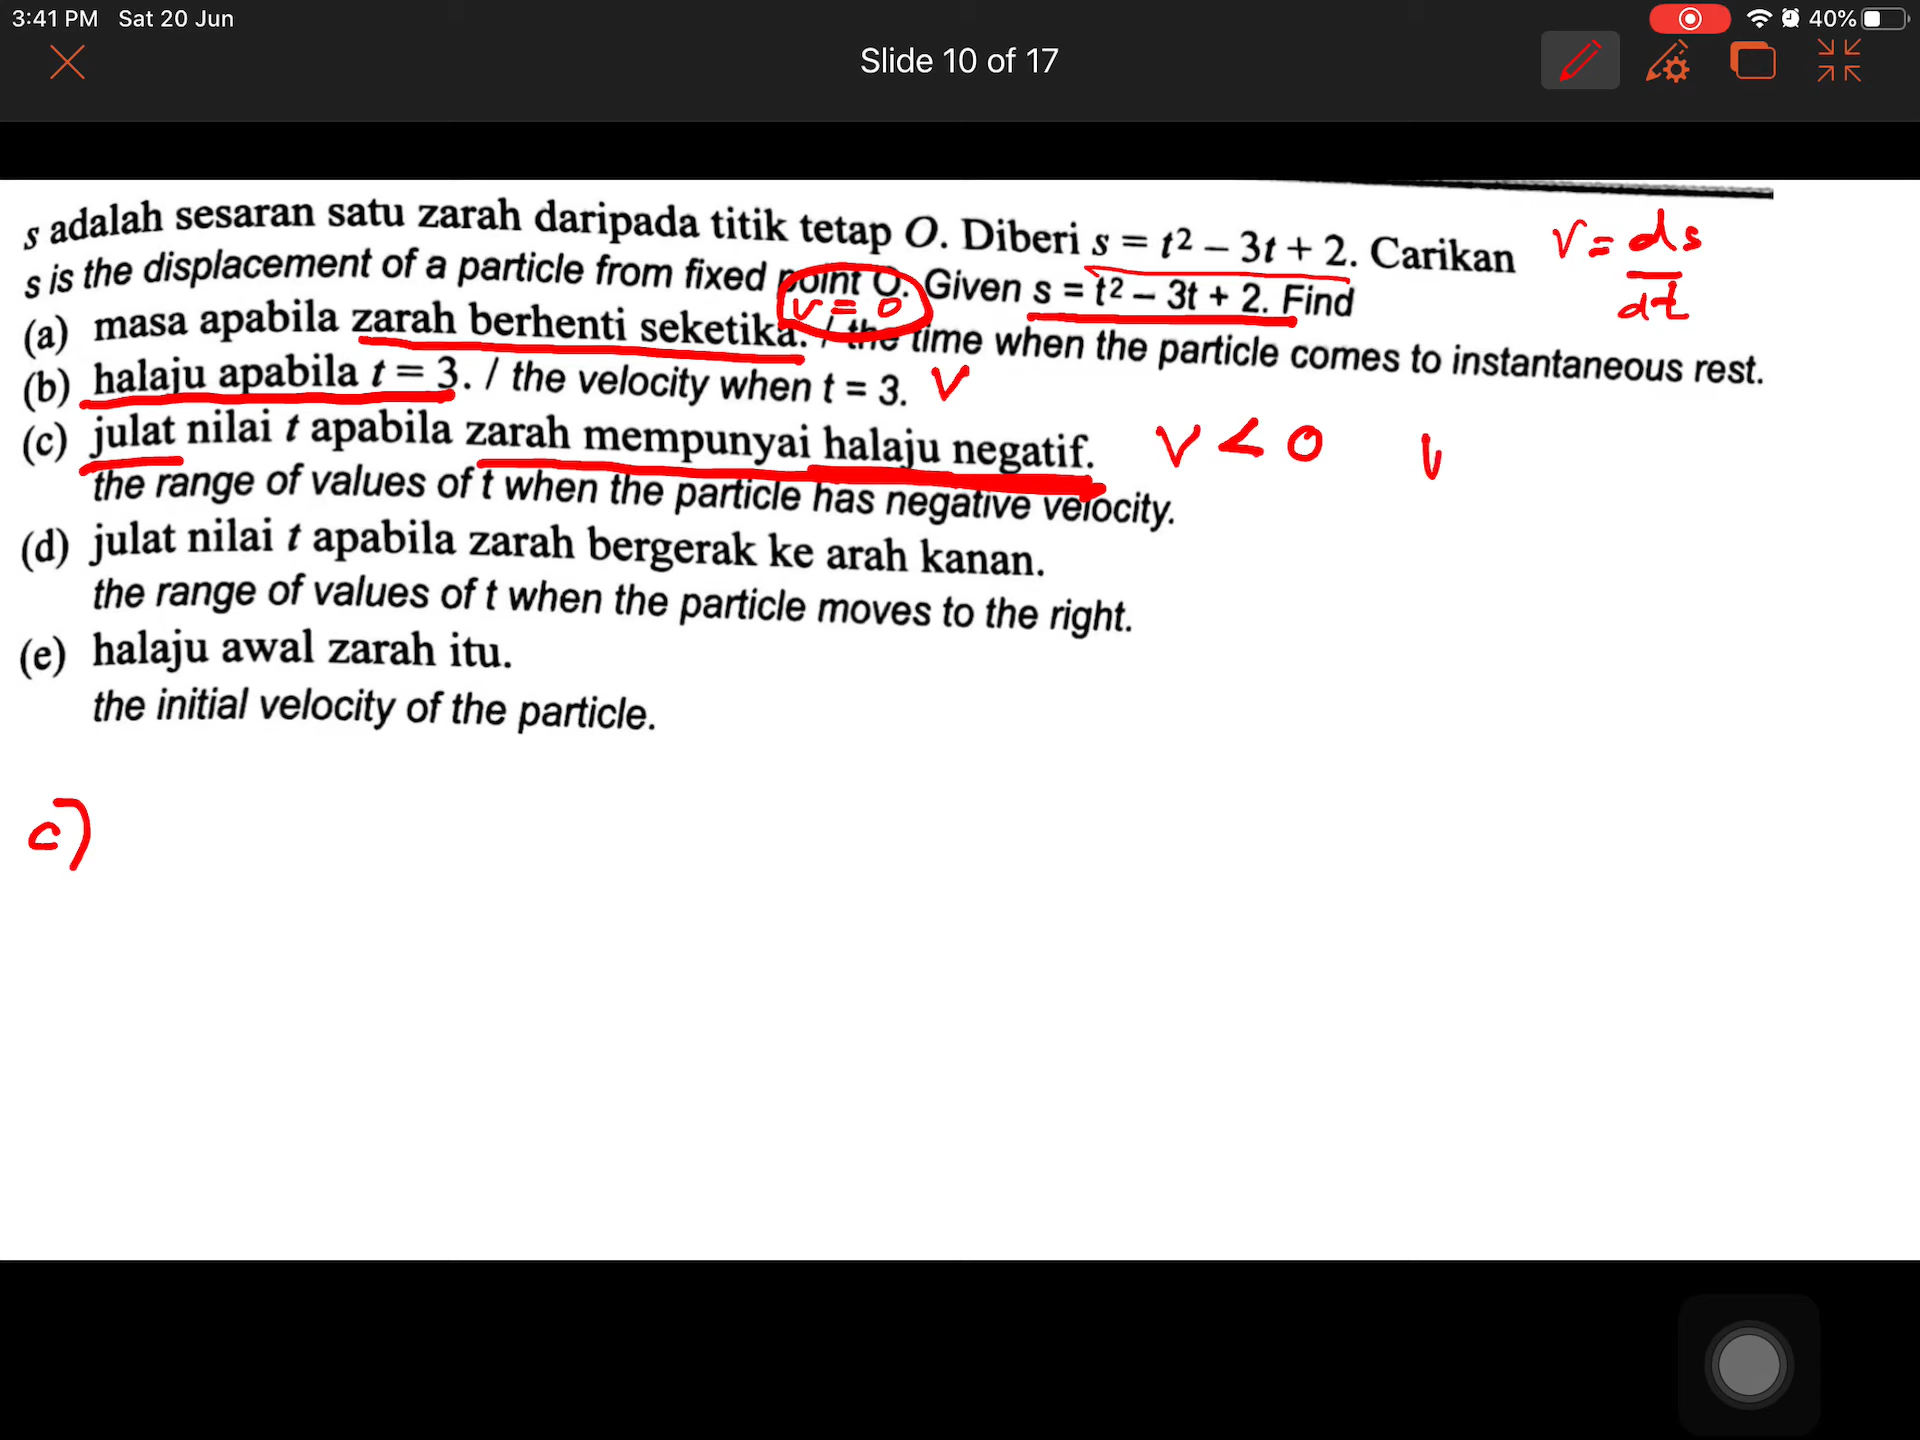 3:41 PM Sat 20 Jun
40%
Slide 10 of 17
s adalah sesaran satu zarah daripada titik tetap O. Diberi s = t² – 3t + 2. Carikan
v = ds/dt
s is the displacement of a particle from fixed point O. Given s = t² – 3t + 2. Find
v = 0
(a) masa apabila zarah berhenti seketika. / the time when the particle comes to instantaneous rest.
(b) halaju apabila t = 3. / the velocity when t = 3. v
(c) julat nilai t apabila zarah mempunyai halaju negatif. v < 0
the range of values of t when the particle has negative velocity.
(d) julat nilai t apabila zarah bergerak ke arah kanan.
the range of values of t when the particle moves to the right.
(e) halaju awal zarah itu.
the initial velocity of the particle.
c)